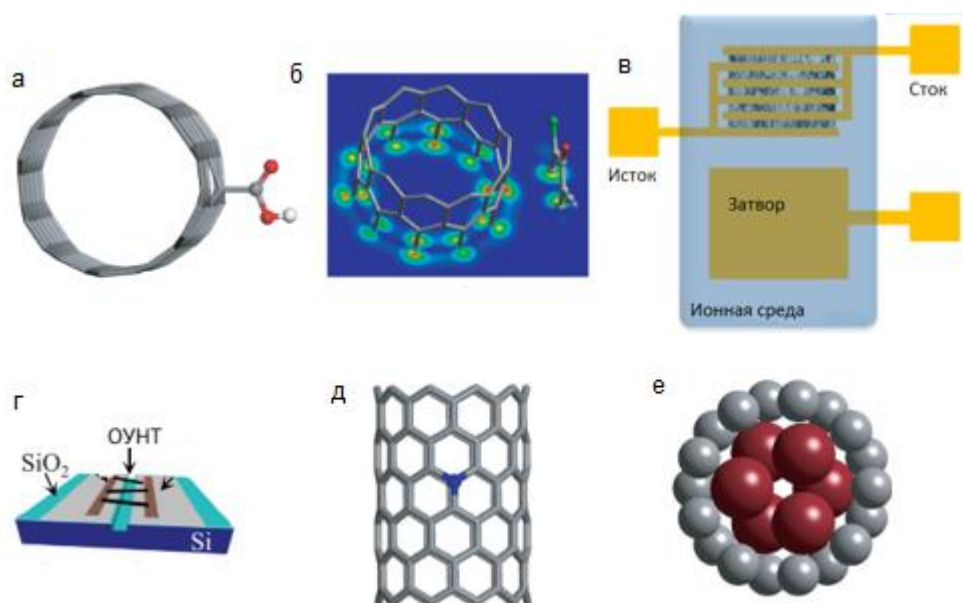 а
б
в
Сток
Исток
Затвор
Ионная среда
г
ОУНТ
SiO₂
Si
д
е